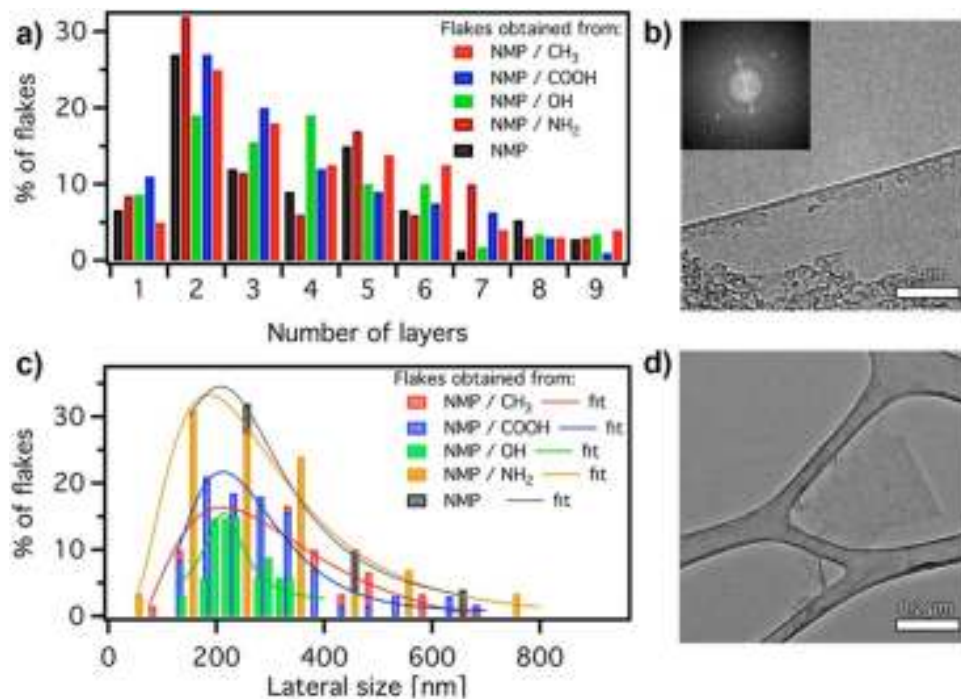 a)
Flakes obtained from:
NMP / CH₃
NMP / COOH
NMP / OH
NMP / NH₂
NMP
% of flakes
30
20
10
0
1 2 3 4 5 6 7 8 9
Number of layers
b)
c)
Flakes obtained from:
NMP / CH₃ fit
NMP / COOH fit
NMP / OH fit
NMP / NH₂ fit
NMP fit
% of flakes
30
20
10
0
0 200 400 600 800
Lateral size [nm]
d)